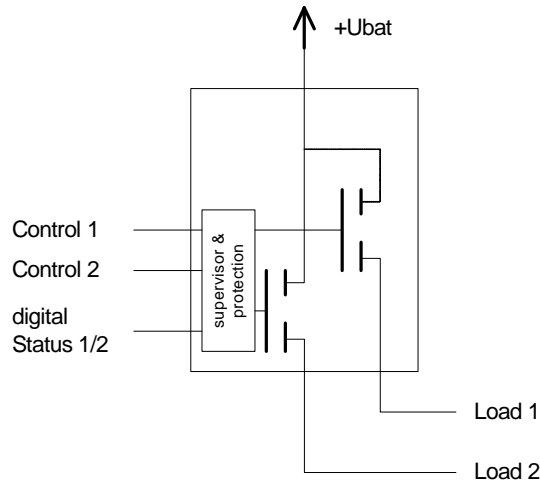 +Ubat
Control 1
Control 2
digital
Status 1/2
supervisor &
protection
Load 1
Load 2